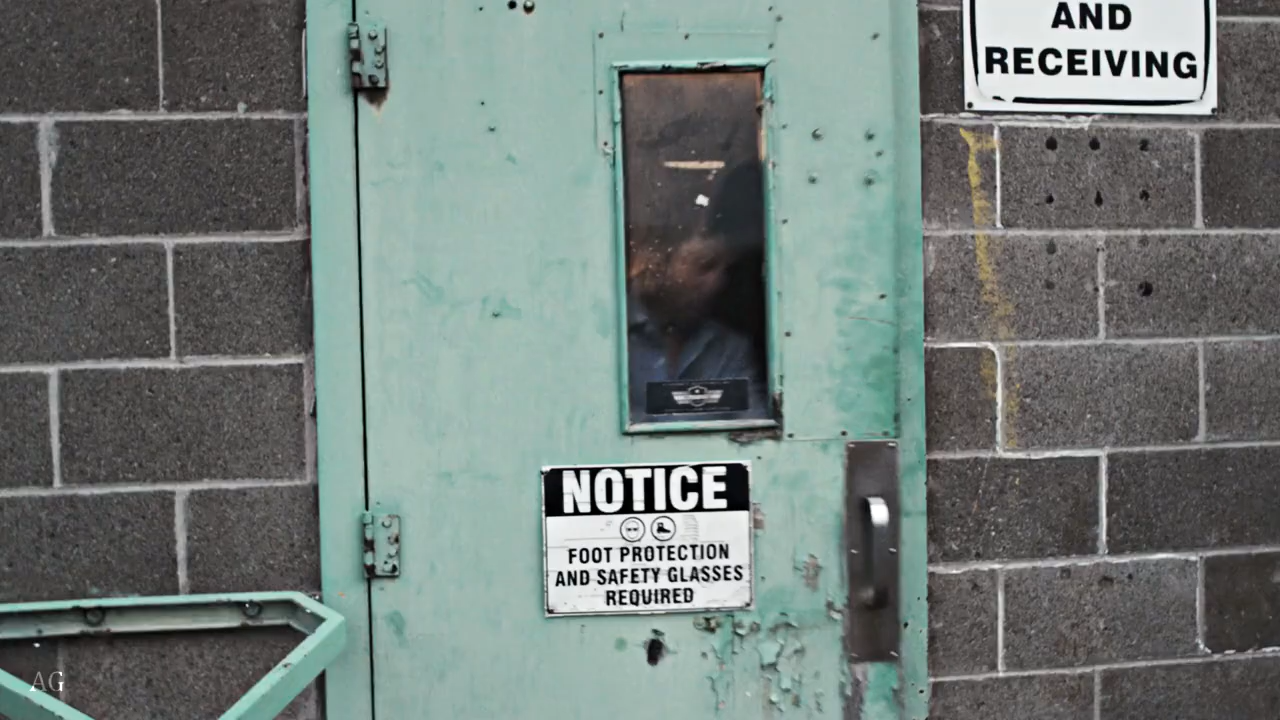 AND
RECEIVING
NOTICE
FOOT PROTECTION
AND SAFETY GLASSES
REQUIRED
AG